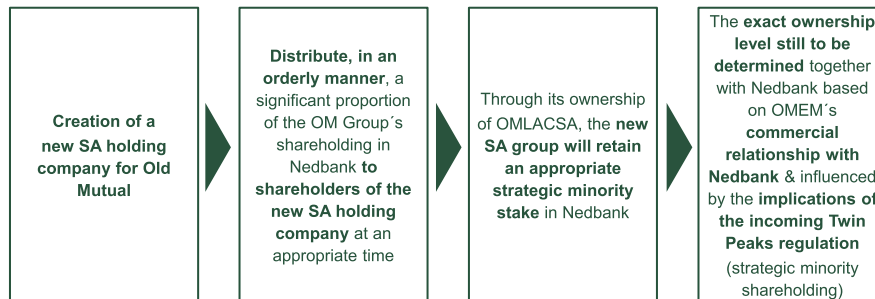 Creation of a
new SA holding
company for Old
Mutual
Distribute, in an
orderly manner, a
significant proportion
of the OM Group´s
shareholding in
Nedbank to
shareholders of the
new SA holding
company at an
appropriate time
Through its ownership
of OMLACSA, the new
SA group will retain
an appropriate
strategic minority
stake in Nedbank
The exact ownership
level still to be
determined together
with Nedbank based
on OMEM´s
commercial
relationship with
Nedbank & influenced
by the implications of
the incoming Twin
Peaks regulation
(strategic minority
shareholding)